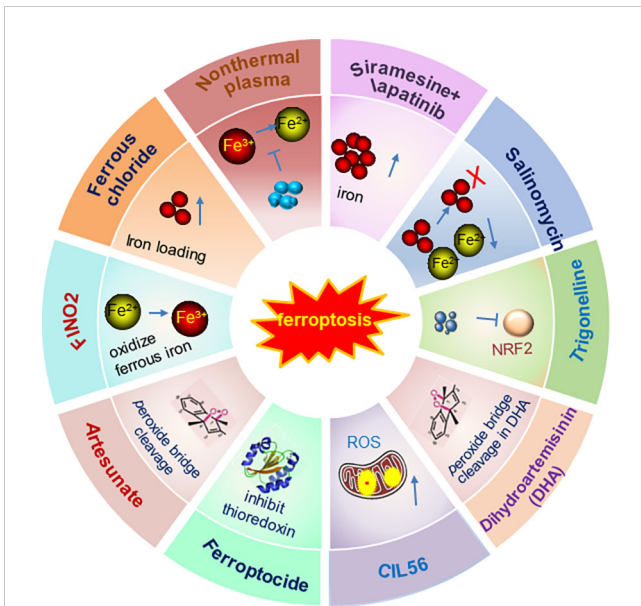 Nonthermal
plasma
Fe³⁺
Fe²⁺
Siramesine+
lapatinib
iron
Salinomycin
X
Fe²⁺
Fe²⁺
Trigonelline
NRF2
Dihydroartemisinin
(DHA)
Peroxide bridge
cleavage in DHA
CIL56
ROS
Ferroptocide
inhibit
thioredoxin
Artesunate
peroxide bridge
cleavage
FINO2
Fe²⁺
Fe³⁺
oxidize
ferrous iron
Ferrous
chloride
Iron loading
ferroptosis